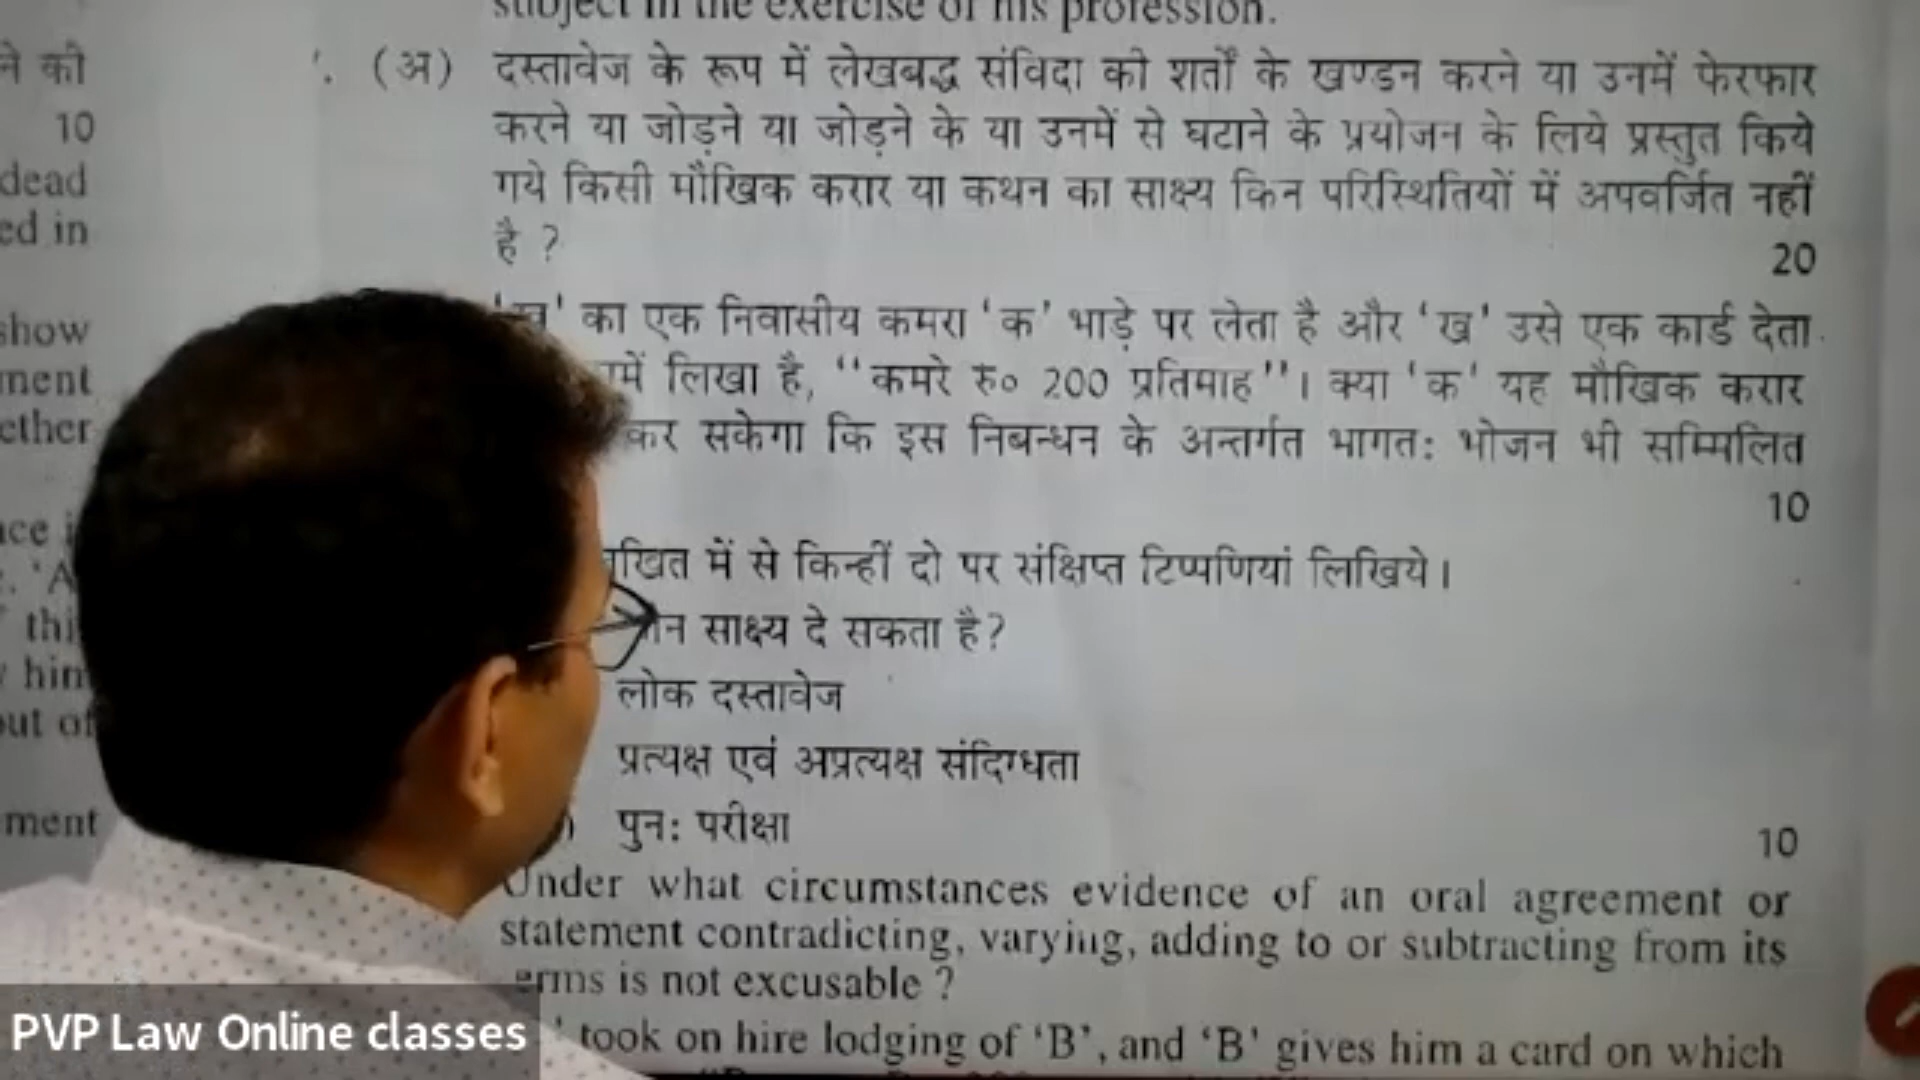 subject in the exercise of his profession.
ने की
10
dead
ed in
show
ment
ether
this
him
out of
ment
(अ) दस्तावेज के रूप में लेखबद्ध संविदा की शर्तों के खण्डन करने या उनमें फेरफार
करने या जोड़ने या जोड़ने के या उनमें से घटाने के प्रयोजन के लिये प्रस्तुत किये
गये किसी मौखिक करार या कथन का साक्ष्य किन परिस्थितियों में अपवर्जित नहीं
है ?
20
'ख' का एक निवासीय कमरा 'क' भाड़े पर लेता है और 'ख' उसे एक कार्ड देता
में लिखा है, "कमरे रु० 200 प्रतिमाह"। क्या 'क' यह मौखिक करार
कर सकेगा कि इस निबन्धन के अन्तर्गत भागतः भोजन भी सम्मिलित
10
में से किन्हीं दो पर संक्षिप्त टिप्पणियां लिखिये।
साक्ष्य दे सकता है?
लोक दस्तावेज
प्रत्यक्ष एवं अप्रत्यक्ष संदिग्धता
पुनः परीक्षा
10
Under what circumstances evidence of an oral agreement or
statement contradicting, varying, adding to or subtracting from its
erms is not excusable ?
took on hire lodging of 'B', and 'B' gives him a card on which
PVP Law Online classes